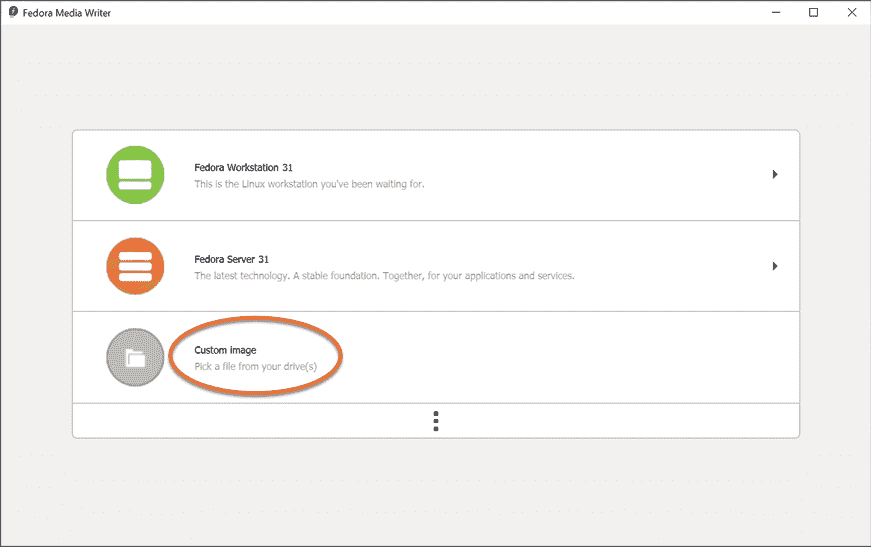 Fedora Media Writer
Fedora Workstation 31
This is the Linux workstation you've been waiting for.
Fedora Server 31
The latest technology. A stable foundation. Together, for your applications and services.
Custom image
Pick a file from your drive(s)